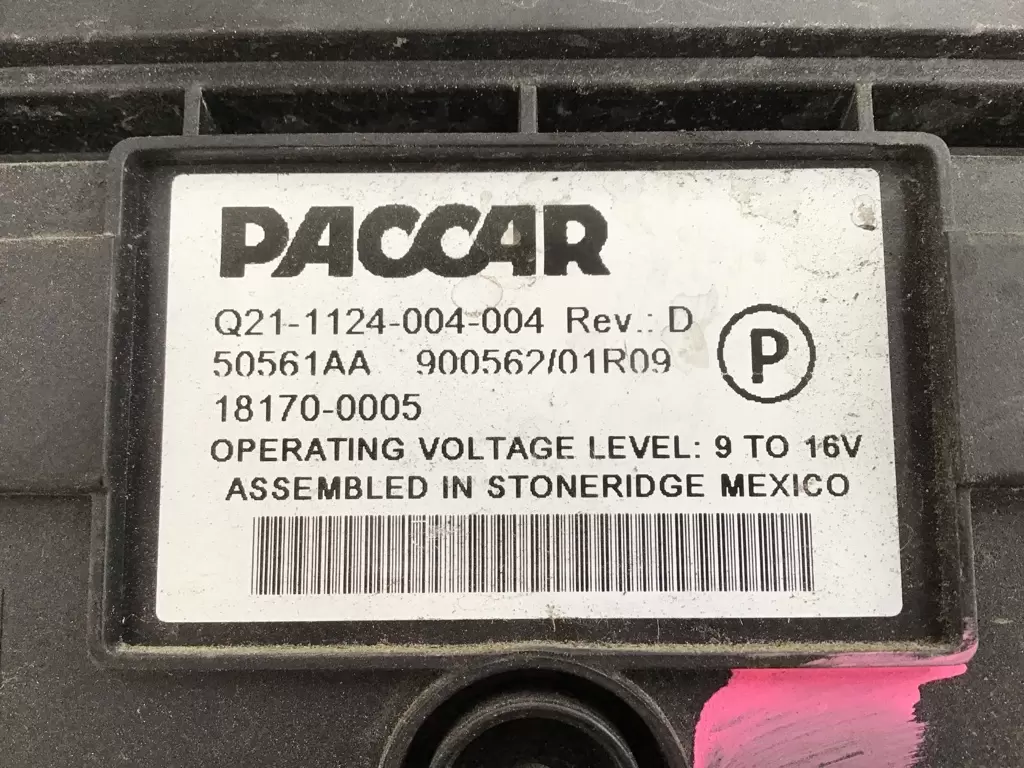 PACCAR
Q21-1124-004-004 Rev.: D
50561AA 900562/01R09
P
18170-0005
OPERATING VOLTAGE LEVEL: 9 TO 16V
ASSEMBLED IN STONERIDGE MEXICO